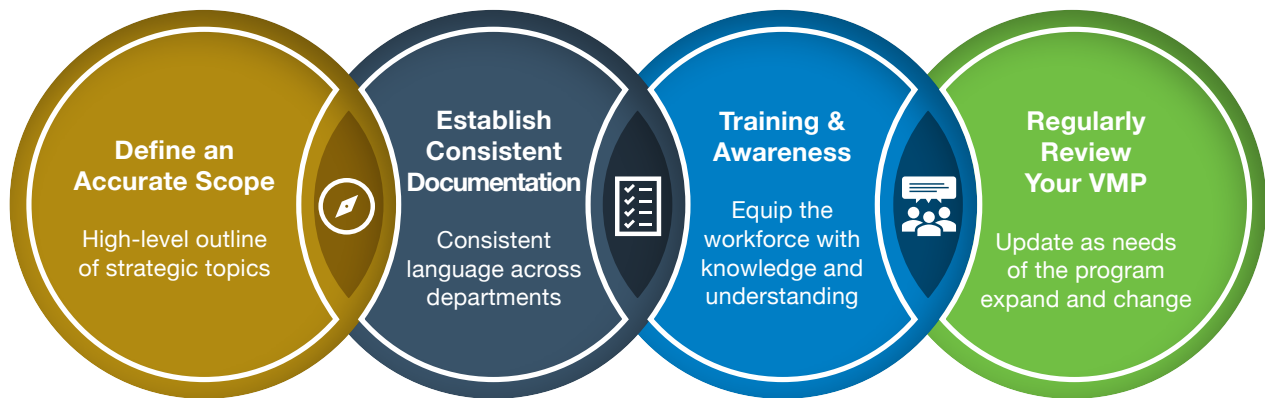 Define an
Accurate Scope
High-level outline
of strategic topics
Establish
Consistent
Documentation
Consistent
language across
departments
Training &
Awareness
Equip the
workforce with
knowledge and
understanding
Regularly
Review
Your VMP
Update as needs
of the program
expand and change